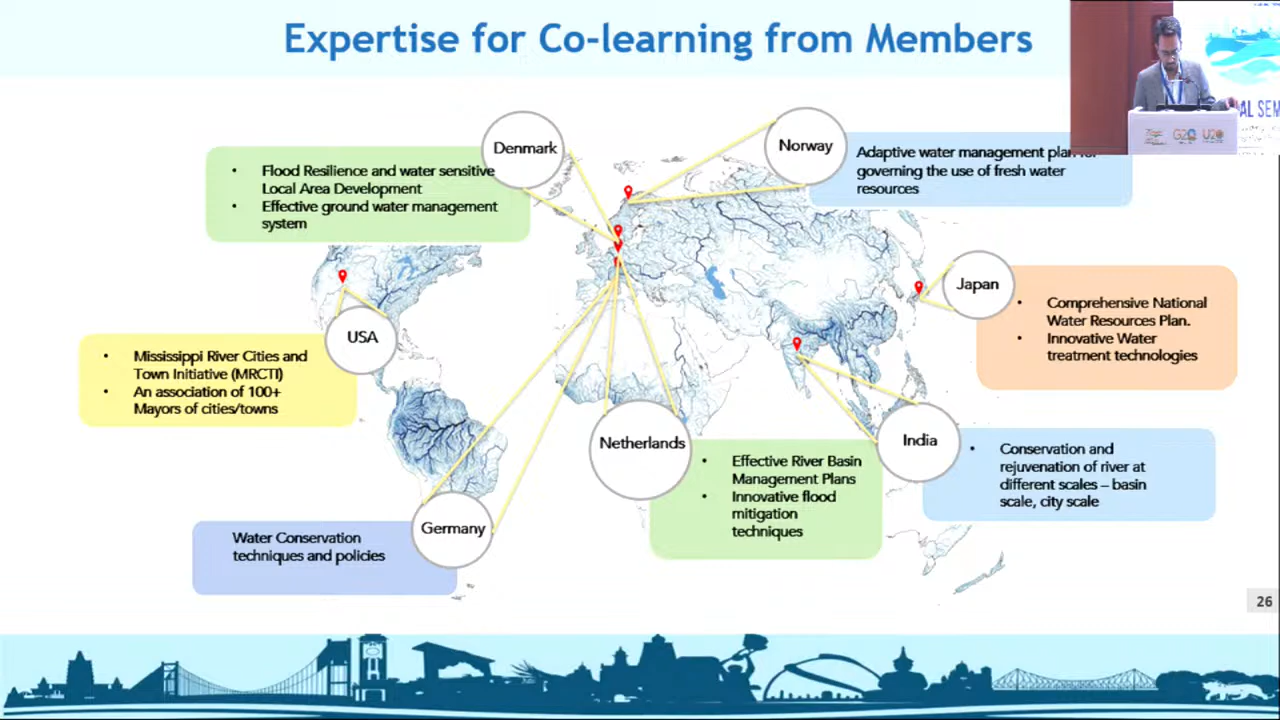 Expertise for Co-learning from Members
Denmark
• Flood Resilience and water sensitive
Local Area Development
• Effective ground water management
system
Norway
Adaptive water management plan for
governing the use of fresh water
resources
Japan
• Comprehensive National
Water Resources Plan.
• Innovative Water
treatment technologies
USA
• Mississippi River Cities and
Town Initiative (MRCTI)
• An association of 100+
Mayors of cities/towns
Netherlands
• Effective River Basin
Management Plans
• Innovative flood
mitigation
techniques
India
• Conservation and
rejuvenation of river at
different scales – basin
scale, city scale
Germany
Water Conservation
techniques and policies
26
AL SEM
G20 U20